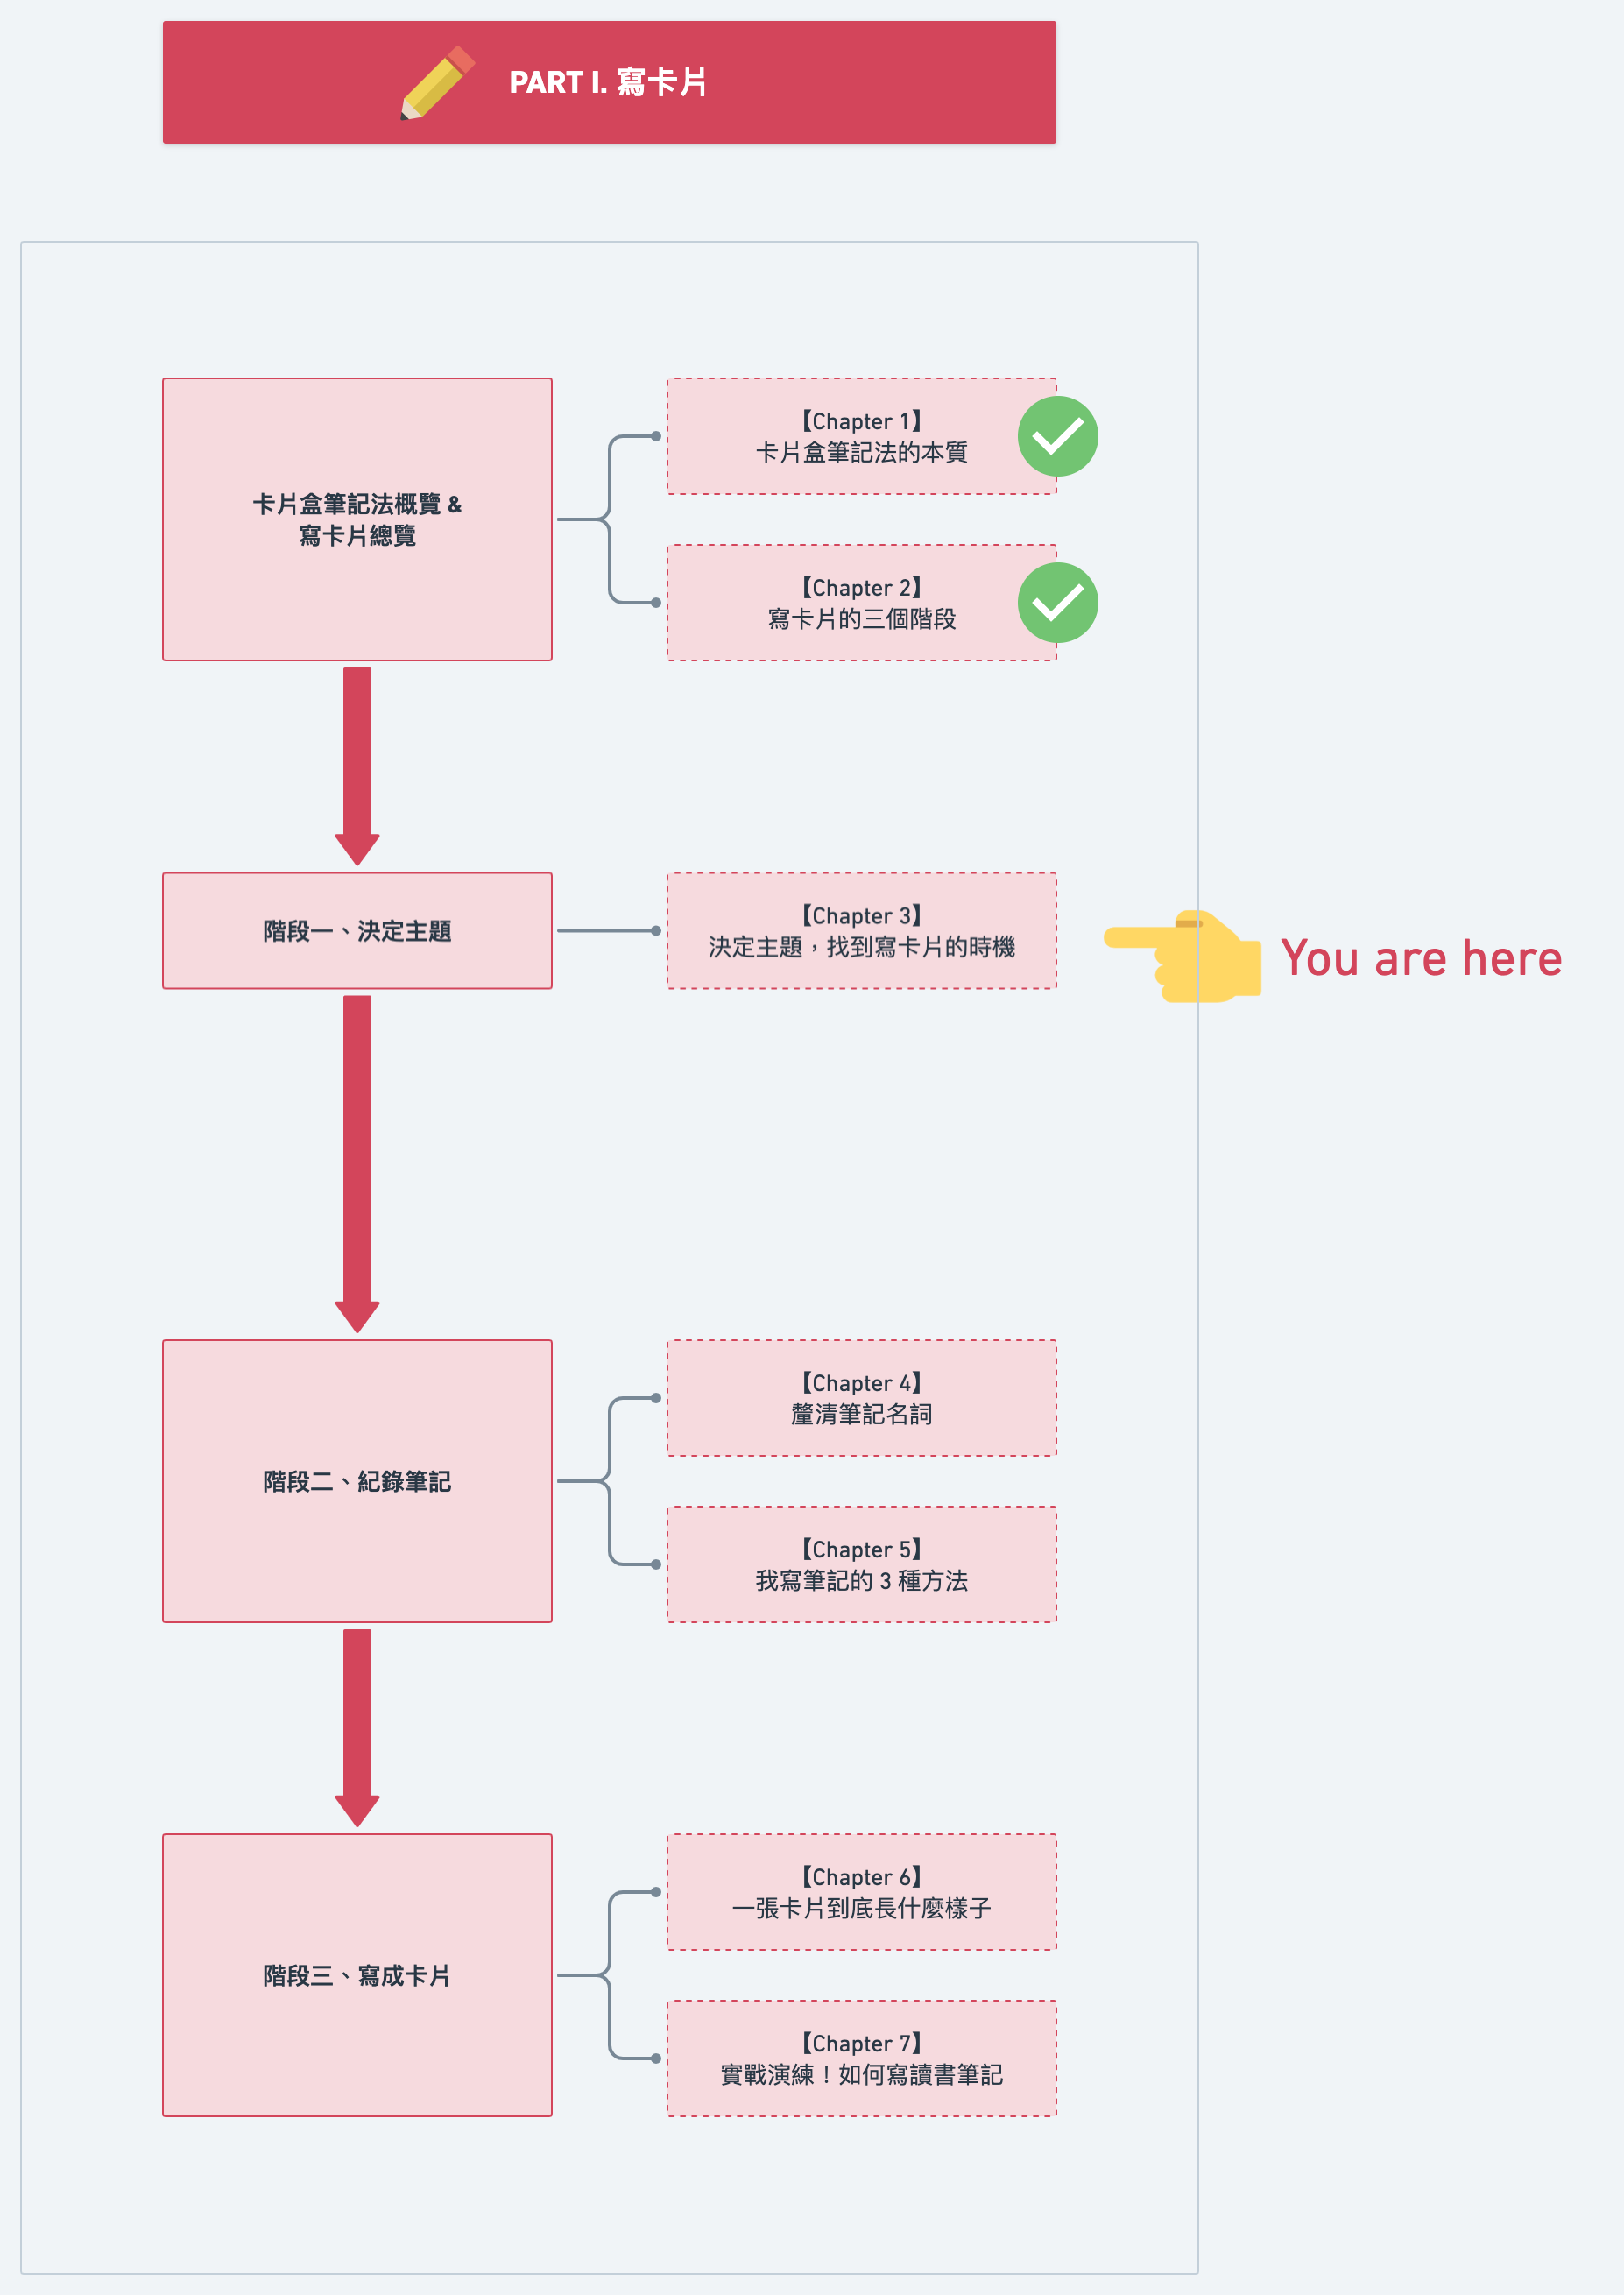 PART I. 寫卡片
卡片盒筆記法概覽 &
寫卡片總覽
【Chapter 1】
卡片盒筆記法的本質
【Chapter 2】
寫卡片的三個階段
階段一、決定主題
【Chapter 3】
決定主題，找到寫卡片的時機
You are here
階段二、紀錄筆記
【Chapter 4】
釐清筆記名詞
【Chapter 5】
我寫筆記的 3 種方法
階段三、寫成卡片
【Chapter 6】
一張卡片到底長什麼樣子
【Chapter 7】
實戰演練！如何寫讀書筆記